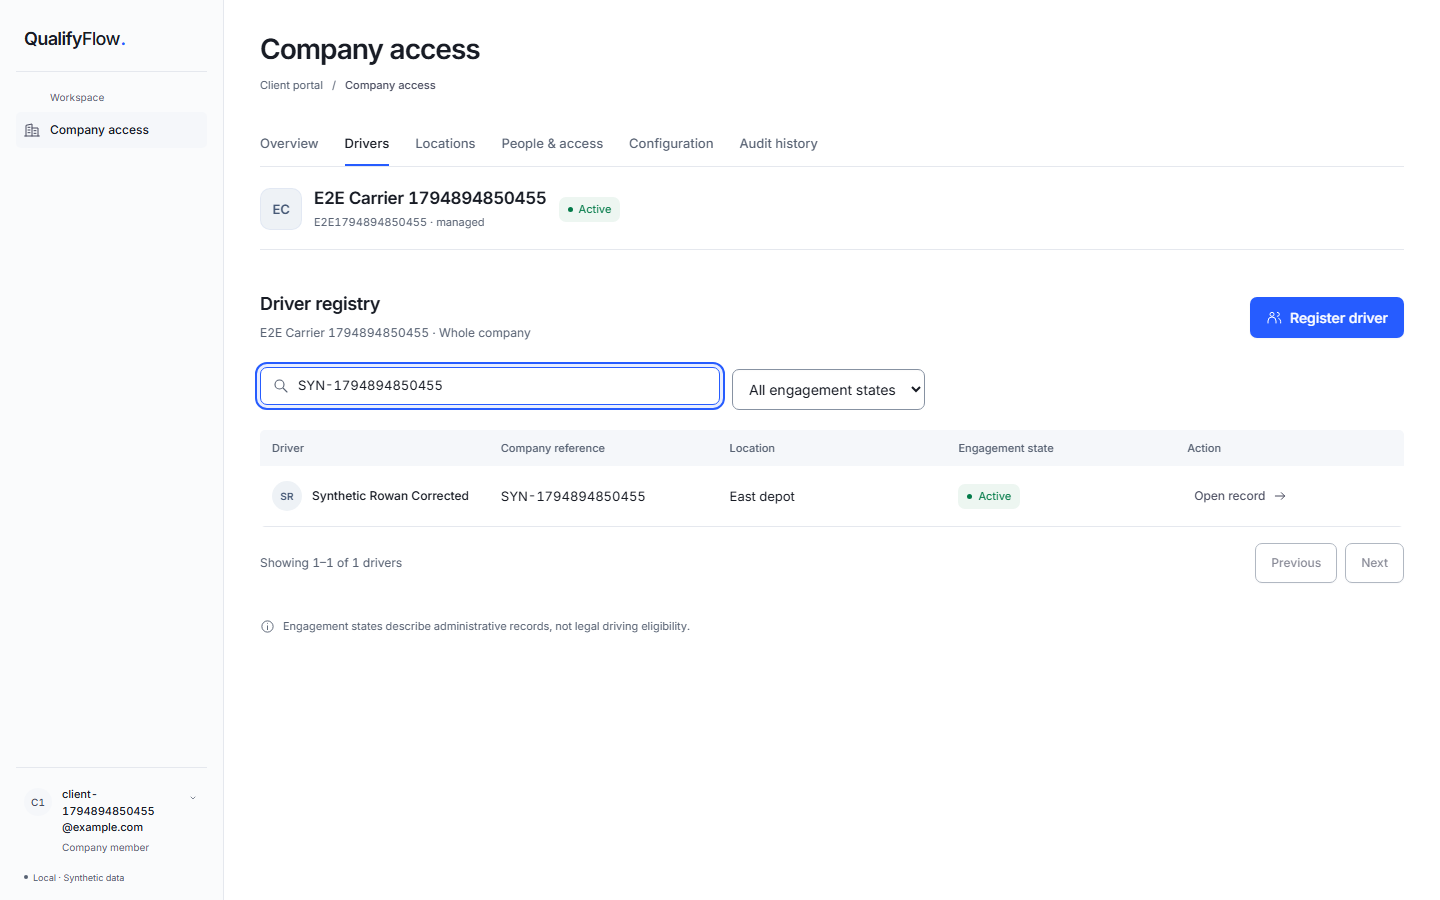 QualifyFlow.
Workspace
Company access
Company access
Client portal / Company access
Overview Drivers Locations People & access Configuration Audit history
EC
E2E Carrier 1794894850455
Active
E2E1794894850455 · managed
Driver registry
E2E Carrier 1794894850455 · Whole company
Register driver
SYN-1794894850455
All engagement states
Driver Company reference Location Engagement state Action
SR Synthetic Rowan Corrected SYN-1794894850455 East depot Active Open record →
Showing 1–1 of 1 drivers
Previous Next
Engagement states describe administrative records, not legal driving eligibility.
C1
client-
1794894850455
@example.com
Company member
Local · Synthetic data